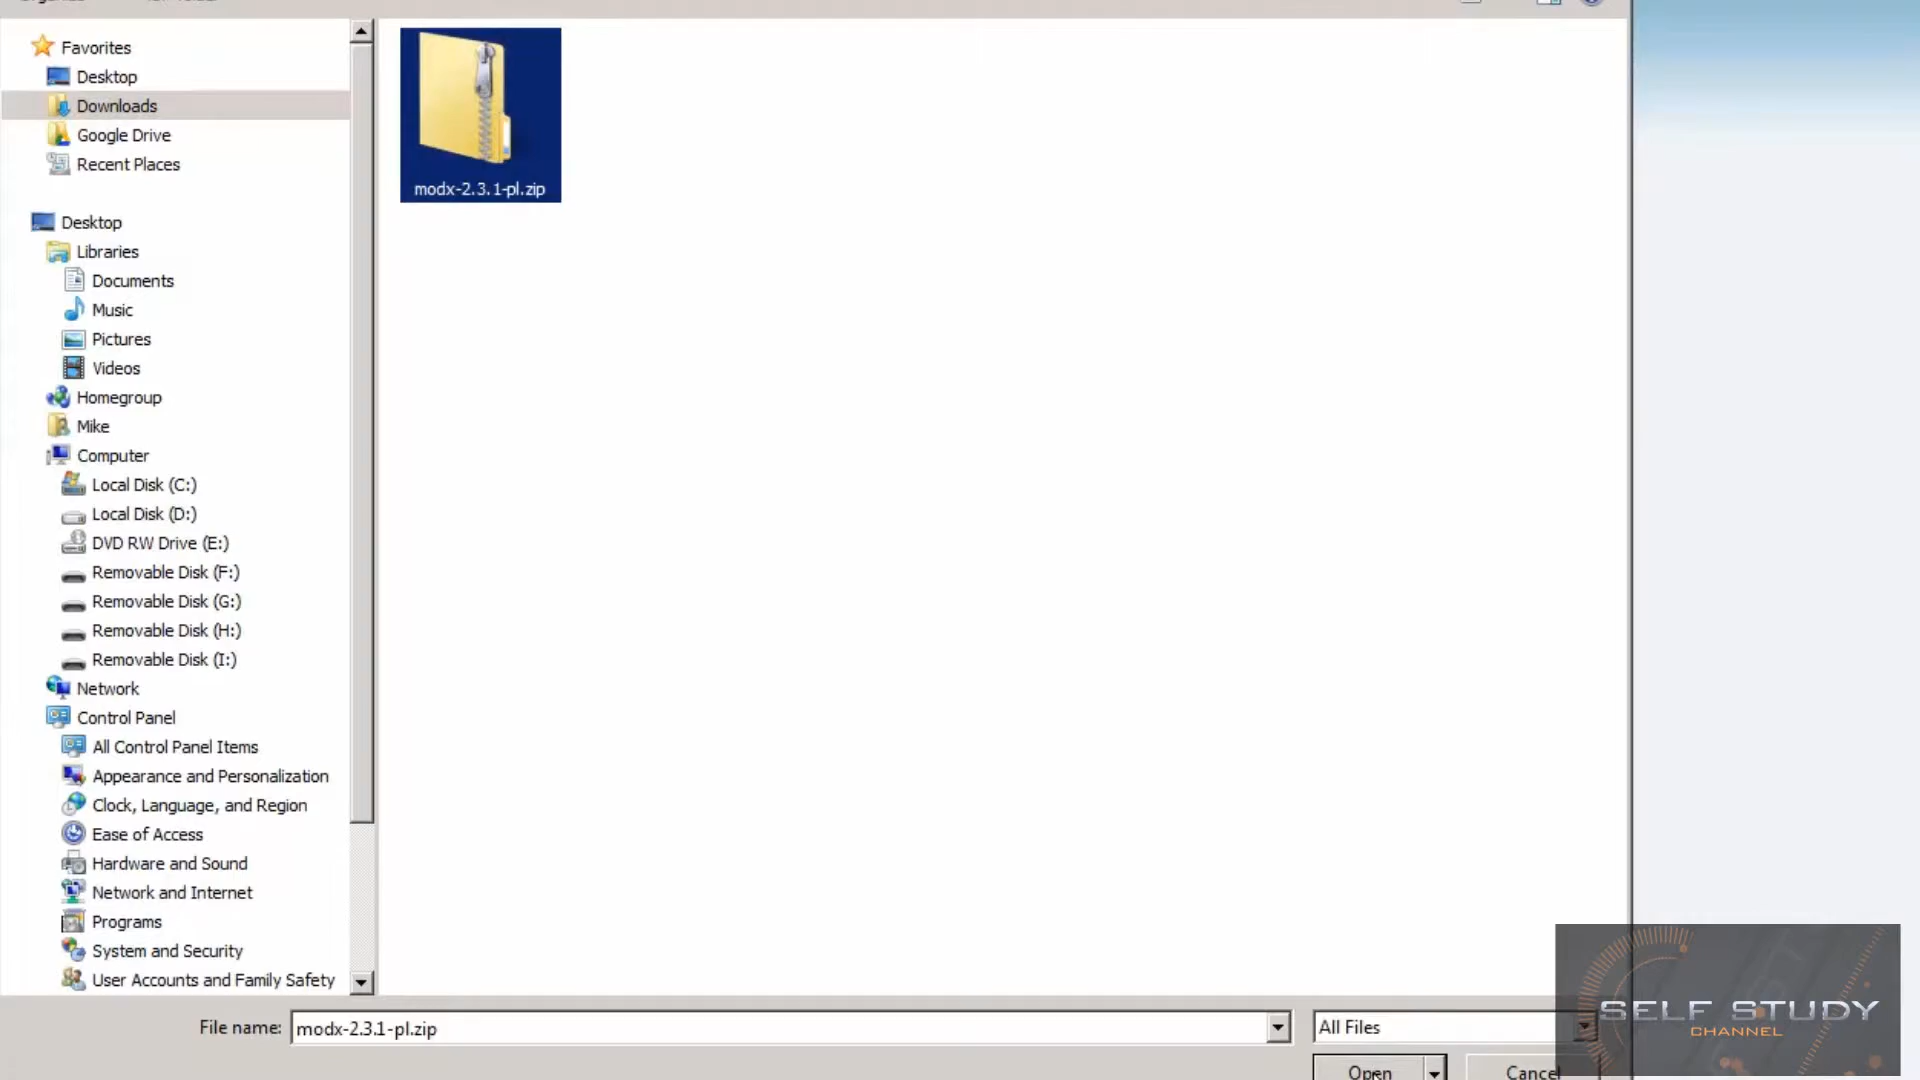 Favorites
Desktop
Downloads
Google Drive
Recent Places
Desktop
Libraries
Documents
Music
Pictures
Videos
Homegroup
Mike
Computer
Local Disk (C:)
Local Disk (D:)
DVD RW Drive (E:)
Removable Disk (F:)
Removable Disk (G:)
Removable Disk (H:)
Removable Disk (I:)
Network
Control Panel
All Control Panel Items
Appearance and Personalization
Clock, Language, and Region
Ease of Access
Hardware and Sound
Network and Internet
Programs
System and Security
User Accounts and Family Safety
modx-2.3.1-pl.zip
File name: modx-2.3.1-pl.zip
All Files
Open
Cancel
SELF STUDY
CHANNEL